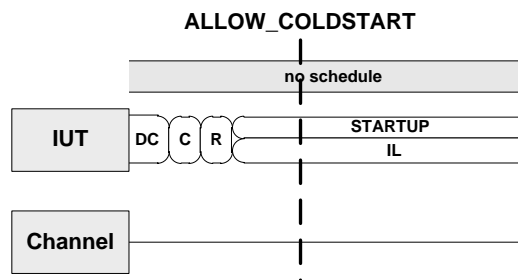 ALLOW_COLDSTART
no schedule
IUT
DC
C
R
STARTUP
IL
Channel